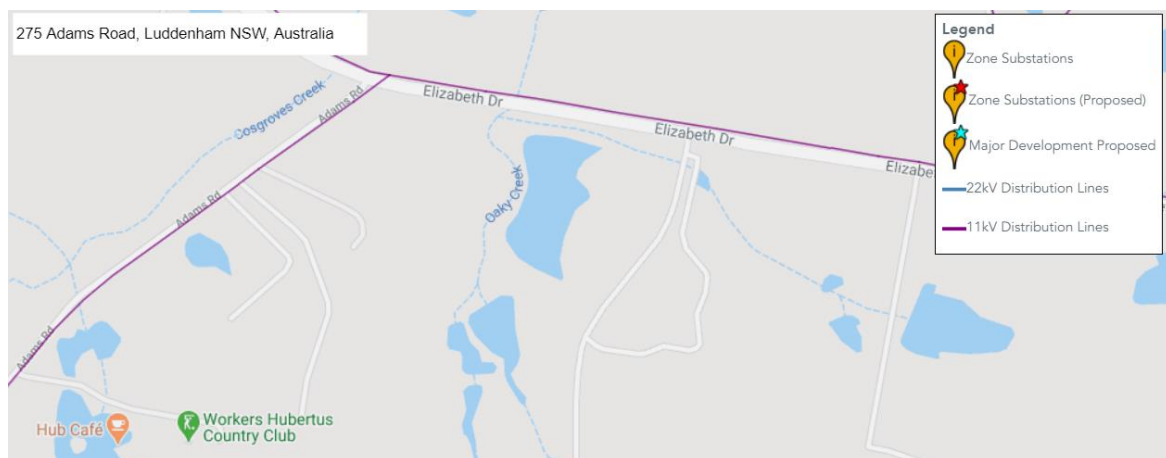 275 Adams Road, Luddenham NSW, Australia
Legend
Zone Substations
Zone Substations (Proposed)
Major Development Proposed
22kV Distribution Lines
11kV Distribution Lines
Cosgroves Creek
Adams Rd
Elizabeth Dr
Elizabeth Dr
Elizabe
Oaky Creek
Adams Rd
Adams Rd
Hub Café
Workers Hubertus
Country Club